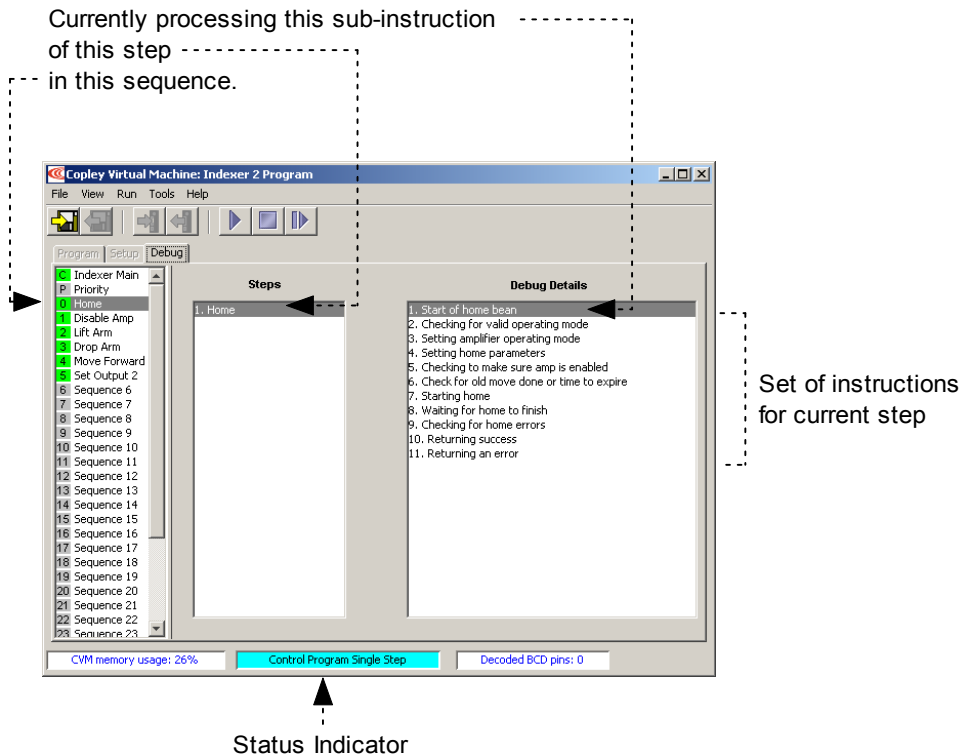 Currently processing this sub-instruction
of this step
in this sequence.
Copley Virtual Machine: Indexer 2 Program
File View Run Tools Help
Program Setup Debug
C Indexer Main
P Priority
0 Home
1 Disable Amp
2 Lift Arm
3 Drop Arm
4 Move Forward
5 Set Output 2
6 Sequence 6
7 Sequence 7
8 Sequence 8
9 Sequence 9
10 Sequence 10
11 Sequence 11
12 Sequence 12
13 Sequence 13
14 Sequence 14
15 Sequence 15
16 Sequence 16
17 Sequence 17
18 Sequence 18
19 Sequence 19
20 Sequence 20
21 Sequence 21
22 Sequence 22
23 Sequence 23
Steps
1. Home
Debug Details
1. Start of home bean
2. Checking for valid operating mode
3. Setting amplifier operating mode
4. Setting home parameters
5. Checking to make sure amp is enabled
6. Check for old move done or time to expire
7. Starting home
8. Waiting for home to finish
9. Checking for home errors
10. Returning success
11. Returning an error
Set of instructions
for current step
CVM memory usage: 26%
Control Program Single Step
Decoded BCD pins: 0
Status Indicator